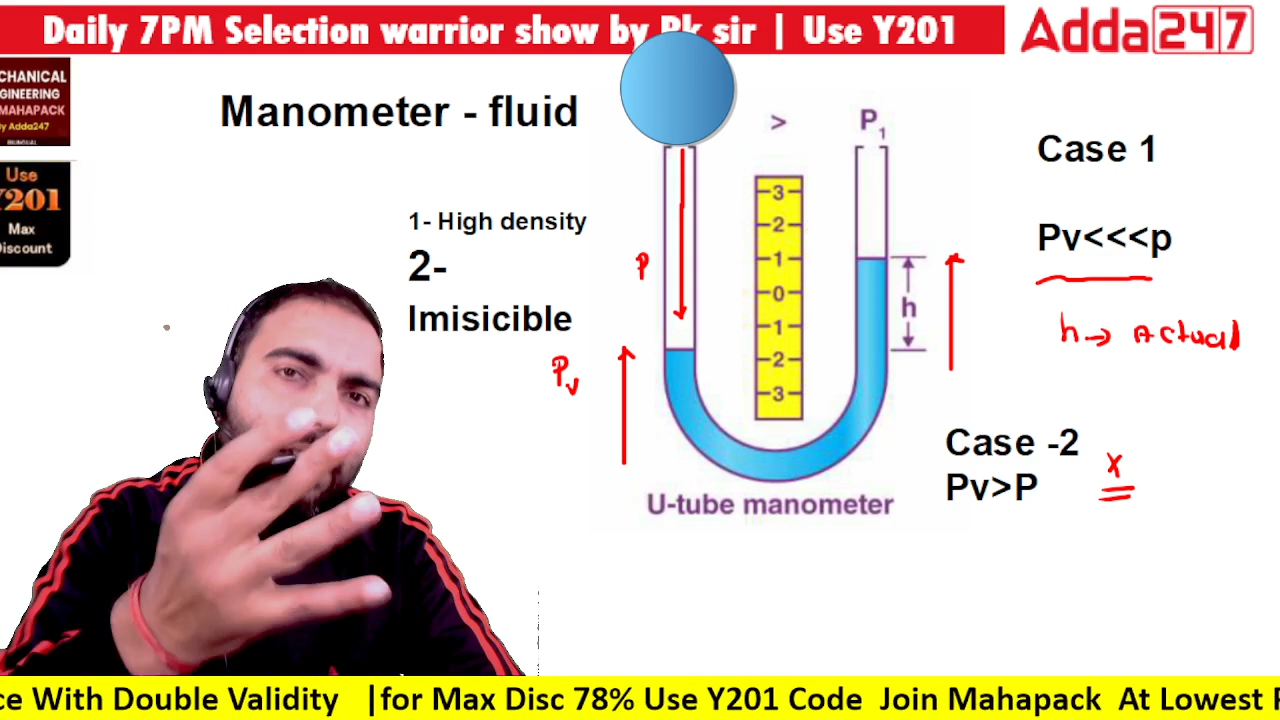 Daily 7PM Selection warrior show by Pk sir | Use Y201
Adda247
CHANICAL
GINEERING
MAHAPACK
y Adda247
BILINGUAL
Use
Y201
Max
Discount
Manometer - fluid
1- High density
2-
Imisicible
>
P1
3
2
1
0
1
2
3
h
P
Pv
U-tube manometer
Case 1
Pv<<<p
h→ Actual
Case -2
Pv>P
x
ce With Double Validity |for Max Disc 78% Use Y201 Code Join Mahapack At Lowest